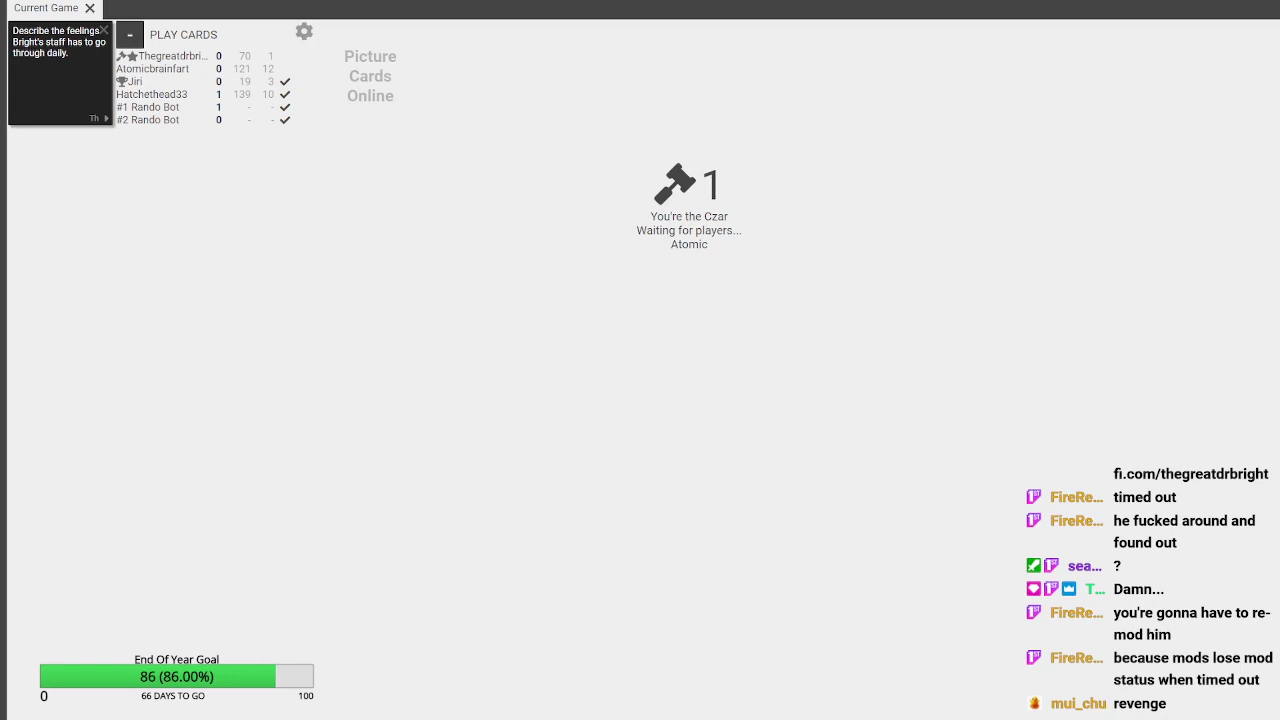 Current Game
Describe the feelings
Bright's staff has to go
through daily.
Th
-
PLAY CARDS
Thegreatdrbri... 0 70 1
Atomicbrainfart 0 121 12
Jiri 0 19 3
Hatchethead33 1 139 10
#1 Rando Bot 1 - -
#2 Rando Bot 0 - -
Picture
Cards
Online
1
You're the Czar
Waiting for players...
Atomic
fi.com/thegreatdrbright
FireRe... timed out
FireRe... he fucked around and
found out
sea... ?
T... Damn...
FireRe... you're gonna have to re-
mod him
FireRe... because mods lose mod
status when timed out
mui_chu revenge
End Of Year Goal
86 (86.00%)
0 66 DAYS TO GO 100